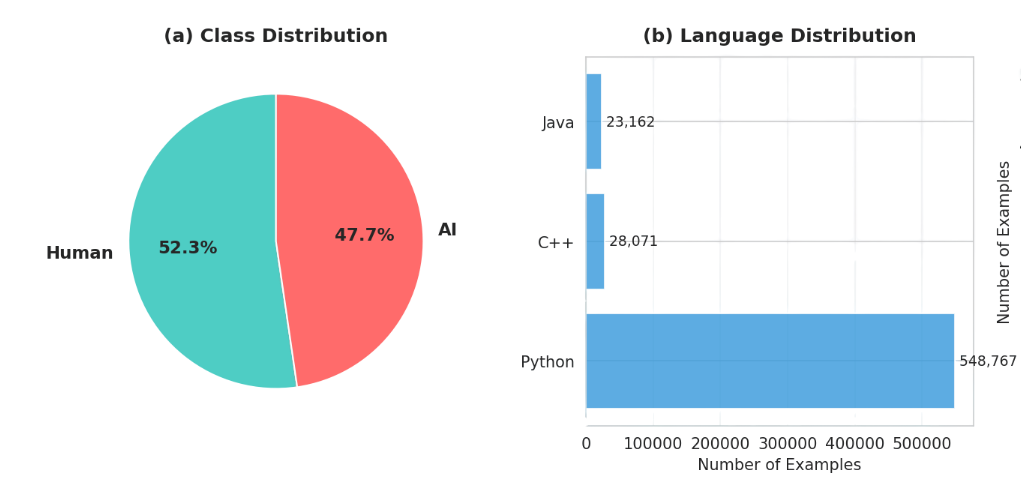 (a) Class Distribution
Human
52.3%
47.7%
AI
(b) Language Distribution
Java
23,162
C++
28,071
Python
548,767
0 100000 200000 300000 400000 500000
Number of Examples
Number of Examples